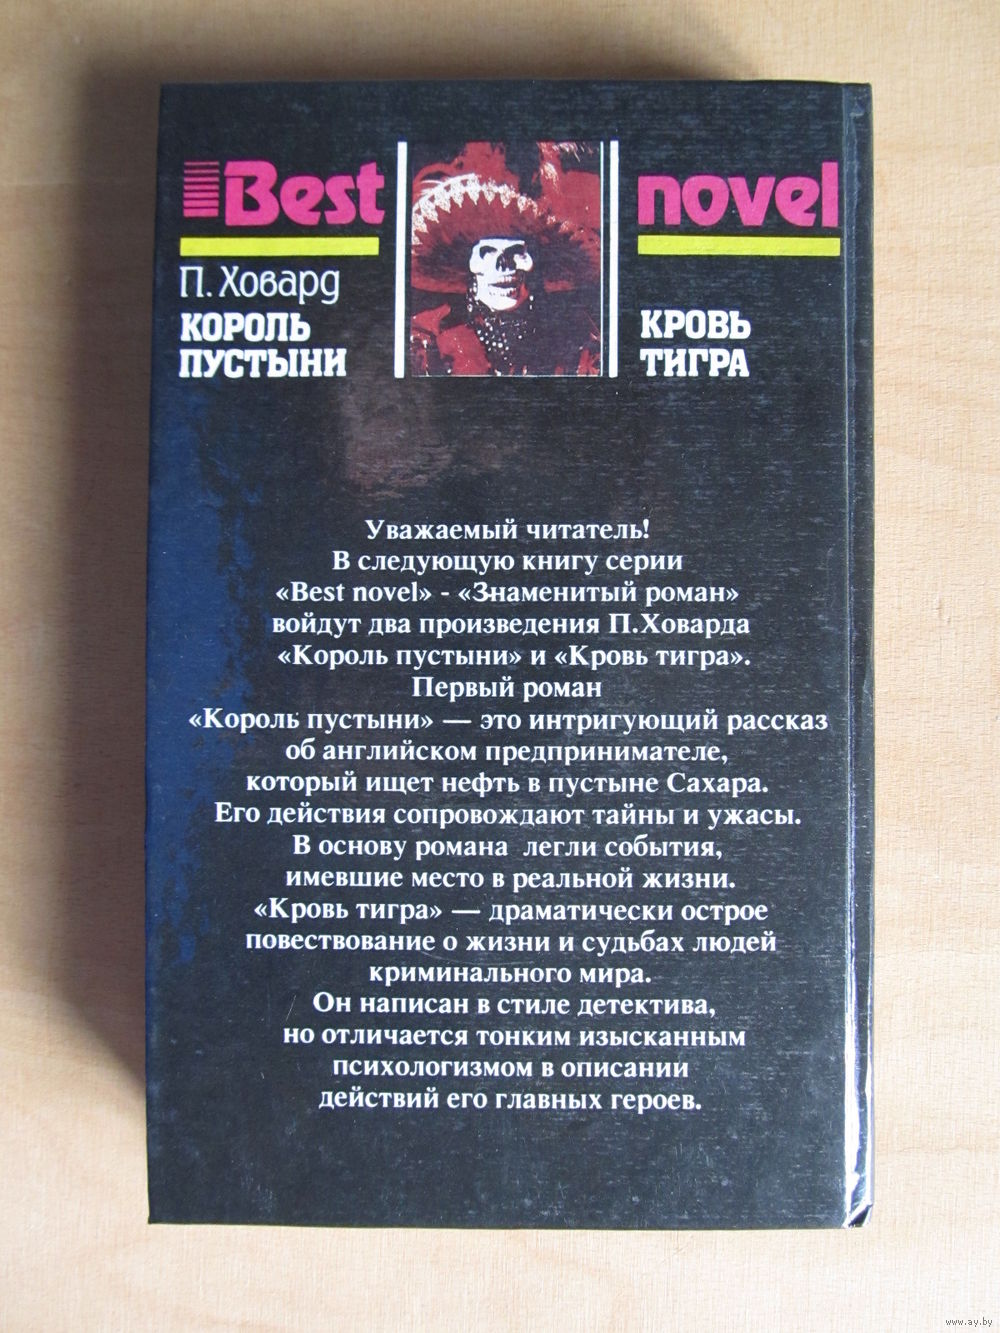 Best novel
П. Ховард
КОРОЛЬ
ПУСТЫНИ
КРОВЬ
ТИГРА
Уважаемый читатель!
В следующую книгу серии
«Best novel» - «Знаменитый роман»
войдут два произведения П.Ховарда
«Король пустыни» и «Кровь тигра».
Первый роман
«Король пустыни» — это интригующий рассказ
об английском предпринимателе,
который ищет нефть в пустыне Сахара.
Его действия сопровождают тайны и ужасы.
В основу романа легли события,
имевшие место в реальной жизни.
«Кровь тигра» — драматически острое
повествование о жизни и судьбах людей
криминального мира.
Он написан в стиле детектива,
но отличается тонким изысканным
психологизмом в описании
действий его главных героев.
www.ay.by